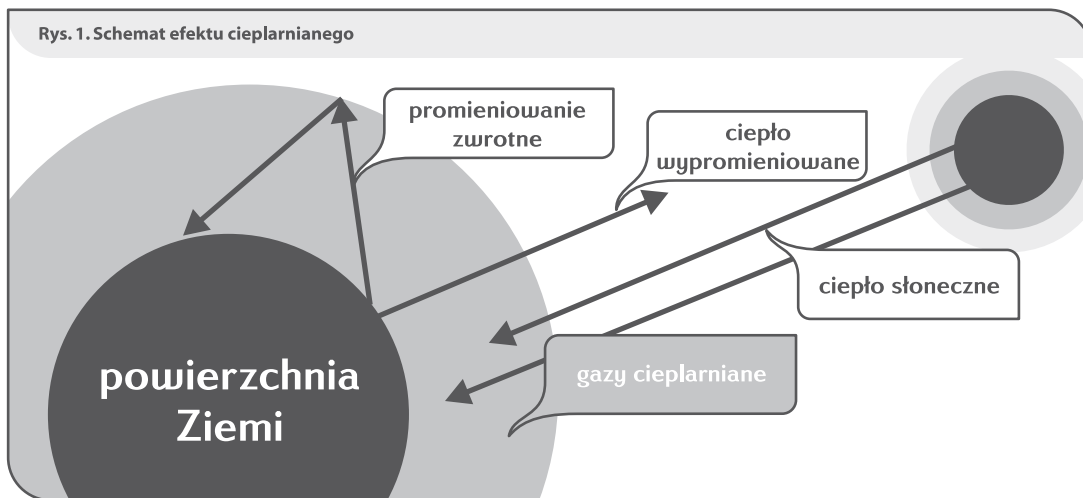 Rys. 1. Schemat efektu cieplarnianego
promieniowanie
zwrotne
ciepło
wypromieniowane
ciepło słoneczne
gazy cieplarniane
powierzchnia
Ziemi